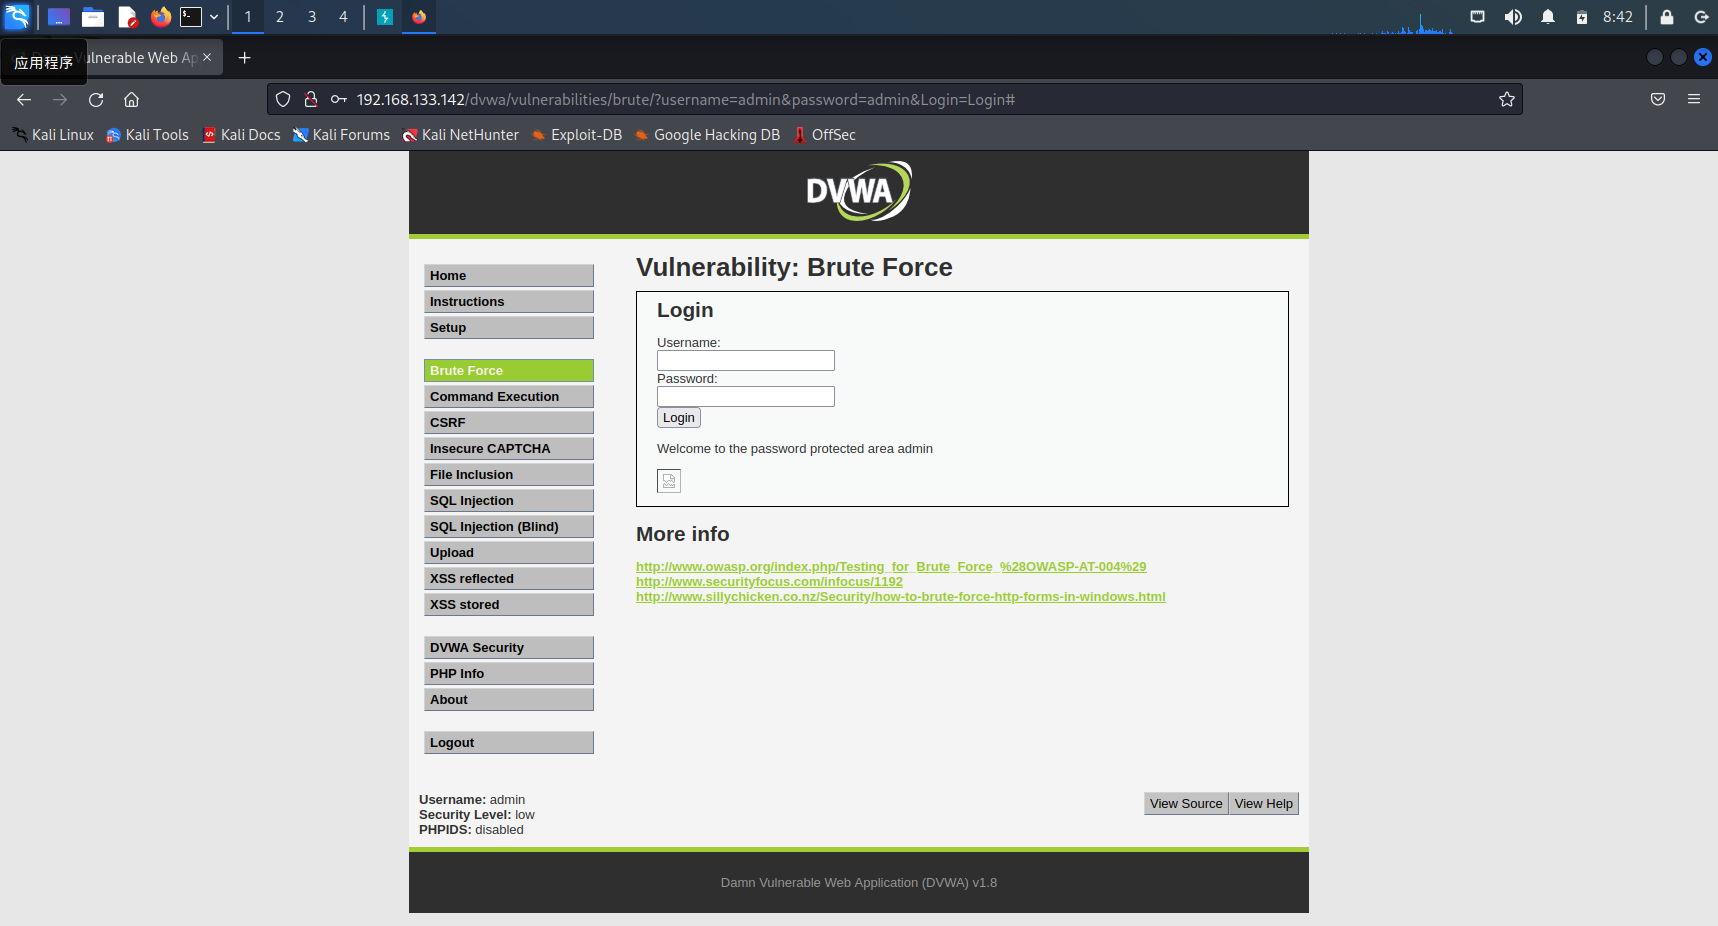 1 2 3 4 8:42
应用程序 Vulnerable Web Ap
192.168.133.142/dvwa/vulnerabilities/brute/?username=admin&password=admin&Login=Login#
Kali Linux Kali Tools Kali Docs Kali Forums Kali NetHunter Exploit-DB Google Hacking DB OffSec
DVWA
Home
Instructions
Setup
Brute Force
Command Execution
CSRF
Insecure CAPTCHA
File Inclusion
SQL Injection
SQL Injection (Blind)
Upload
XSS reflected
XSS stored
DVWA Security
PHP Info
About
Logout
Vulnerability: Brute Force
Login
Username:
Password:
Login
Welcome to the password protected area admin
More info
http://www.owasp.org/index.php/Testing_for_Brute_Force_%28OWASP-AT-004%29
http://www.securityfocus.com/infocus/1192
http://www.sillychicken.co.nz/Security/how-to-brute-force-http-forms-in-windows.html
Username: admin
Security Level: low
PHPIDS: disabled
View Source View Help
Damn Vulnerable Web Application (DVWA) v1.8